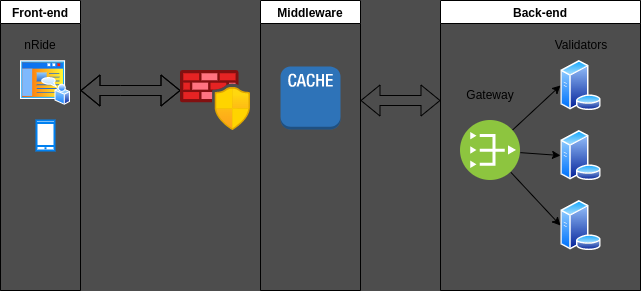 Front-end
Middleware
Back-end
nRide
Validators
CACHE
Gateway